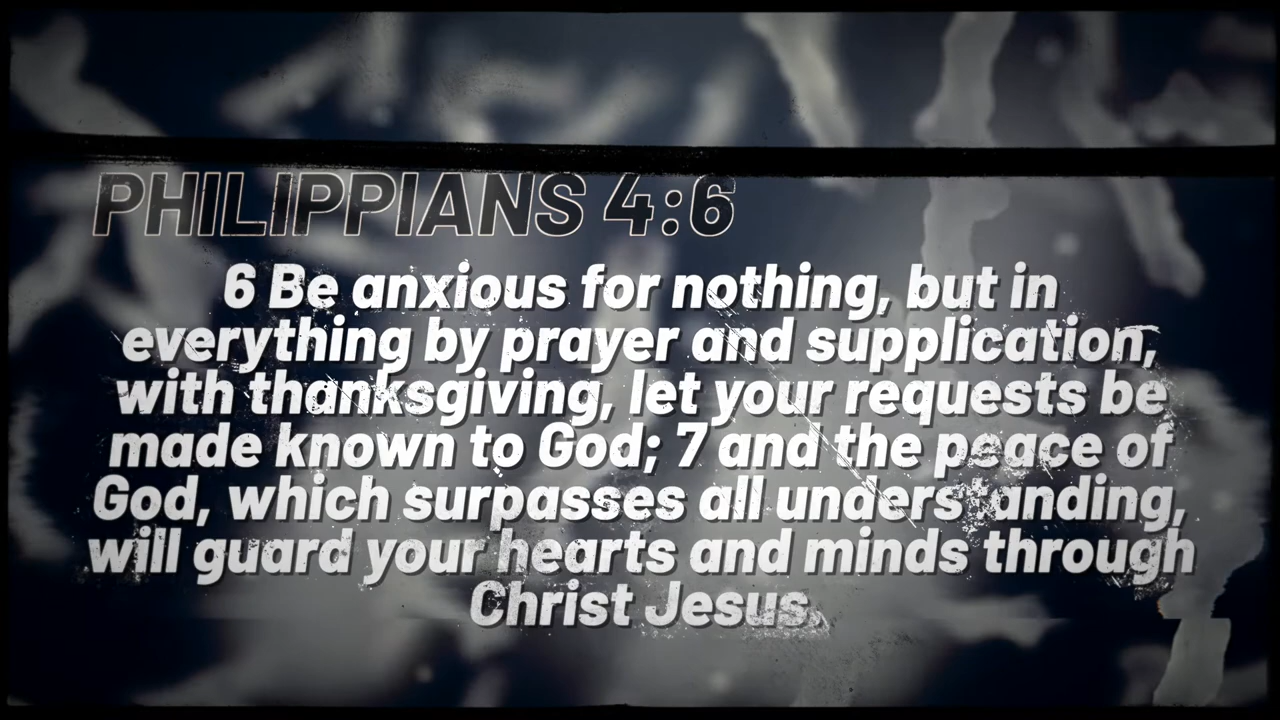 PHILIPPIANS 4:6
6 Be anxious for nothing, but in
everything by prayer and supplication,
with thanksgiving, let your requests be
made known to God; 7 and the peace of
God, which surpasses all understanding,
will guard your hearts and minds through
Christ Jesus.